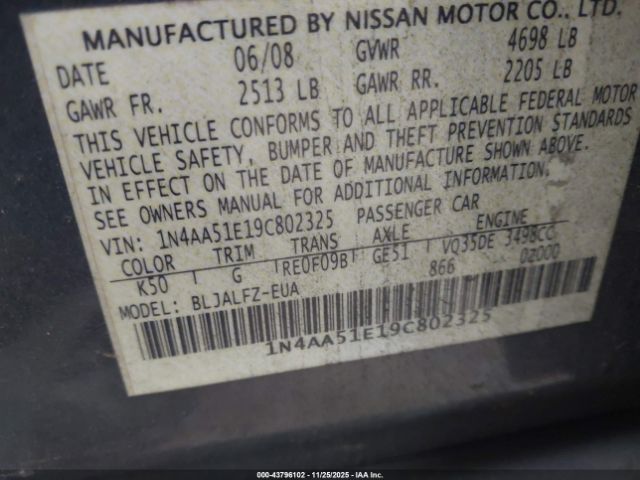 MANUFACTURED BY NISSAN MOTOR CO., LTD.
DATE 06/08 GVWR 4698 LB
GAWR FR. 2513 LB GAWR RR. 2205 LB
THIS VEHICLE CONFORMS TO ALL APPLICABLE FEDERAL MOTOR
VEHICLE SAFETY, BUMPER AND THEFT PREVENTION STANDARDS
IN EFFECT ON THE DATE OF MANUFACTURE SHOWN ABOVE.
SEE OWNERS MANUAL FOR ADDITIONAL INFORMATION.
VIN: 1N4AA51E19C802325 PASSENGER CAR
COLOR TRIM TRANS AXLE ENGINE
K50 G RE0F09B GE51 VQ35DE 3498CC
866 02000
MODEL: BLJALFZ-EUA
1N4AA51E19C802325
000-43796102 - 11/25/2025 - IAA Inc.